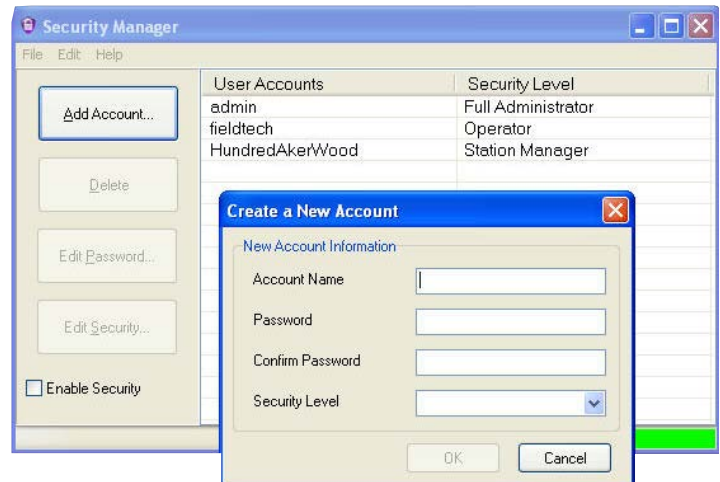 Security Manager
File Edit Help
User Accounts Security Level
Add Account...
admin Full Administrator
fieldtech Operator
HundredAkerWood Station Manager
Delete
Create a New Account
New Account Information
Edit Password...
Account Name
Password
Edit Security...
Confirm Password
Enable Security
Security Level
OK Cancel